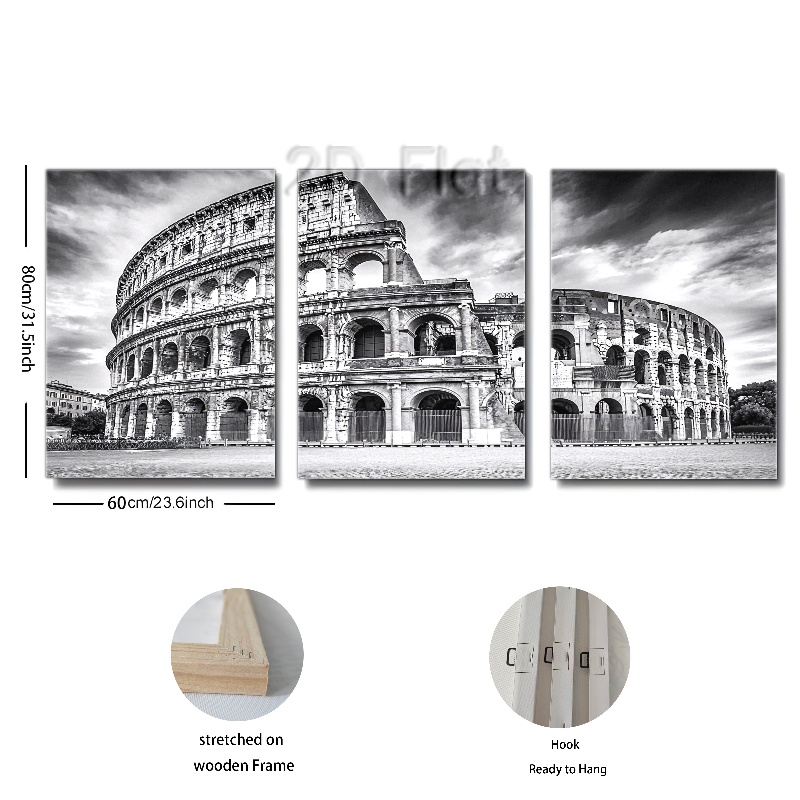 2D Flat
80cm/31.5inch
60cm/23.6inch
stretched on
wooden Frame
Hook
Ready to Hang